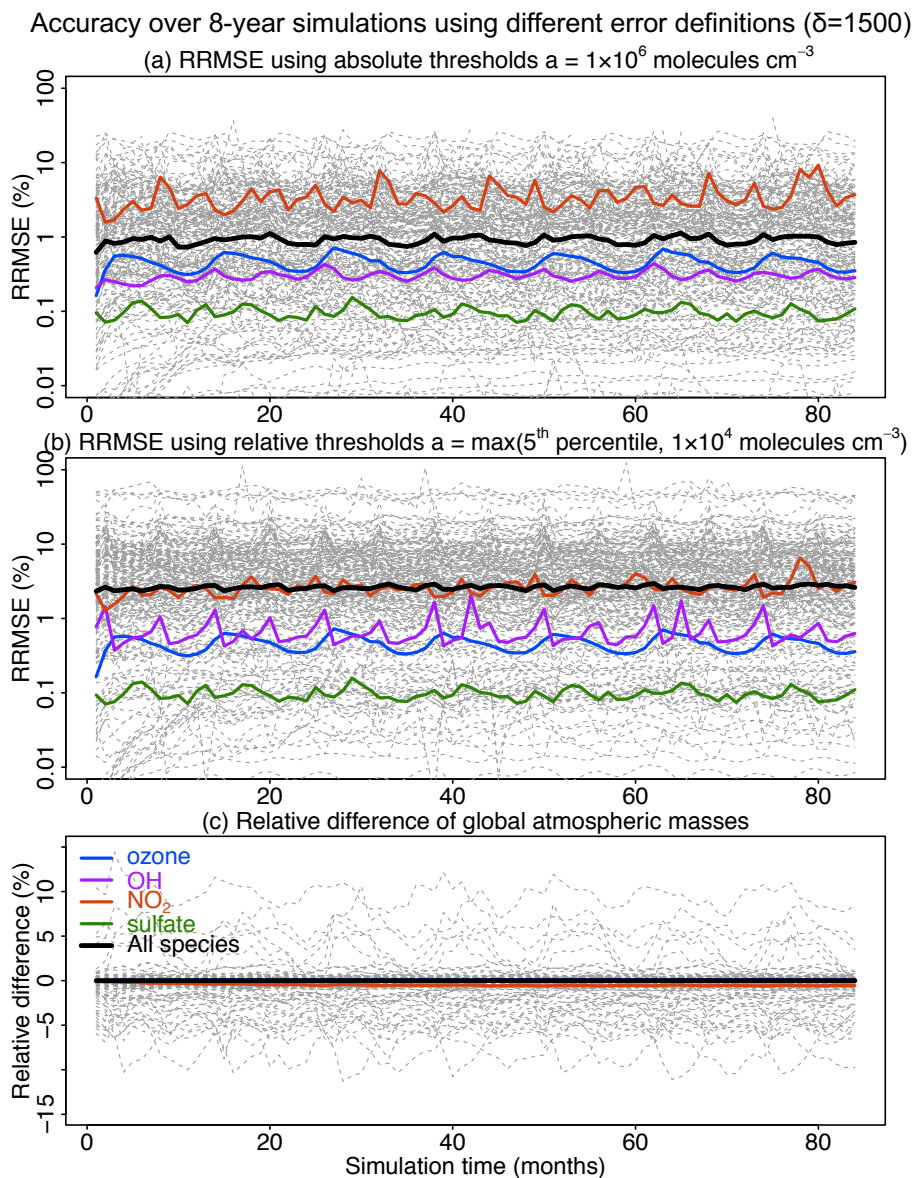 Accuracy over 8-year simulations using different error definitions (δ=1500)
(a) RRMSE using absolute thresholds a = 1×10⁶ molecules cm⁻³
RRMSE (%)
100
10
1
0.1
0.01
0 20 40 60 80
(b) RRMSE using relative thresholds a = max(5ᵗʰ percentile, 1×10⁴ molecules cm⁻³)
RRMSE (%)
100
10
1
0.1
0.01
0 20 40 60 80
(c) Relative difference of global atmospheric masses
Relative difference (%)
10
5
0
−5
−15
ozone
OH
NO₂
sulfate
All species
0 20 40 60 80
Simulation time (months)